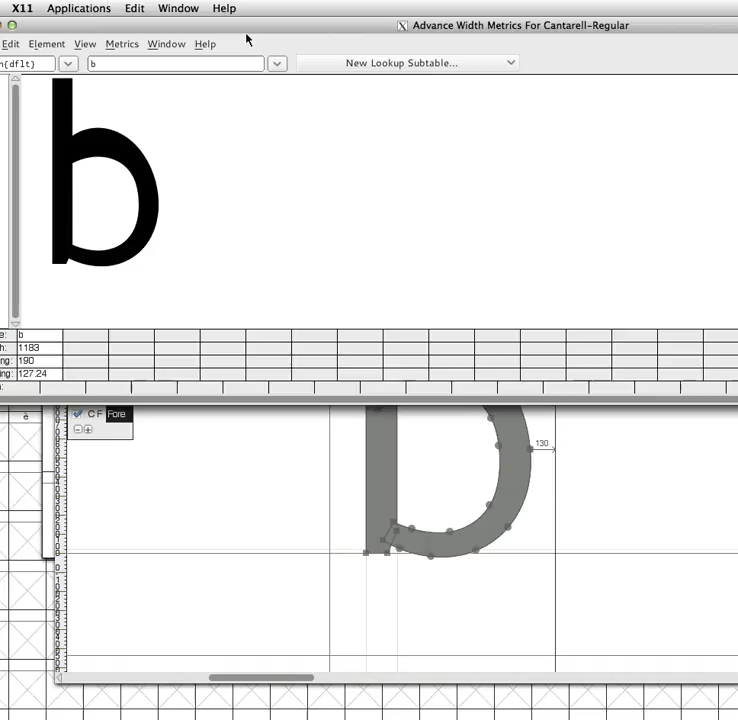 X11 Applications Edit Window Help
Advance Width Metrics For Cantarell-Regular
Edit Element View Metrics Window Help
{dflt} b New Lookup Subtable...
b
e: b
h: 1183
ng: 190
ing: 127.24
C F Fore
130